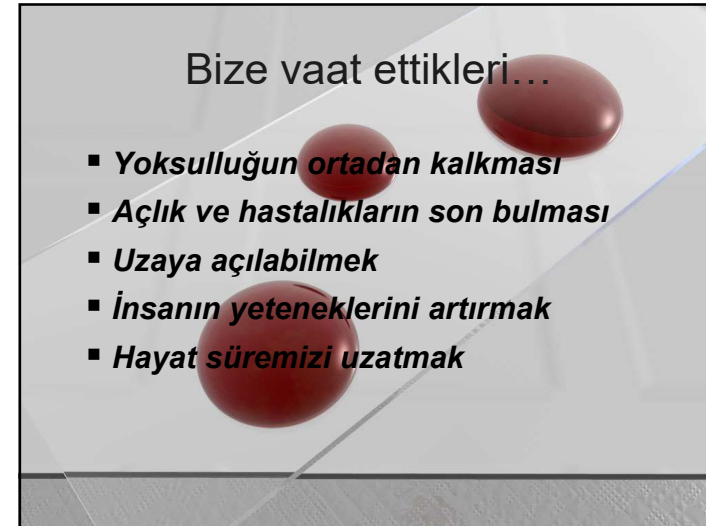 Bize vaat ettikleri…
▪ Yoksulluğun ortadan kalkması
▪ Açlık ve hastalıkların son bulması
▪ Uzaya açılabilmek
▪ İnsanın yeteneklerini artırmak
▪ Hayat süremizi uzatmak